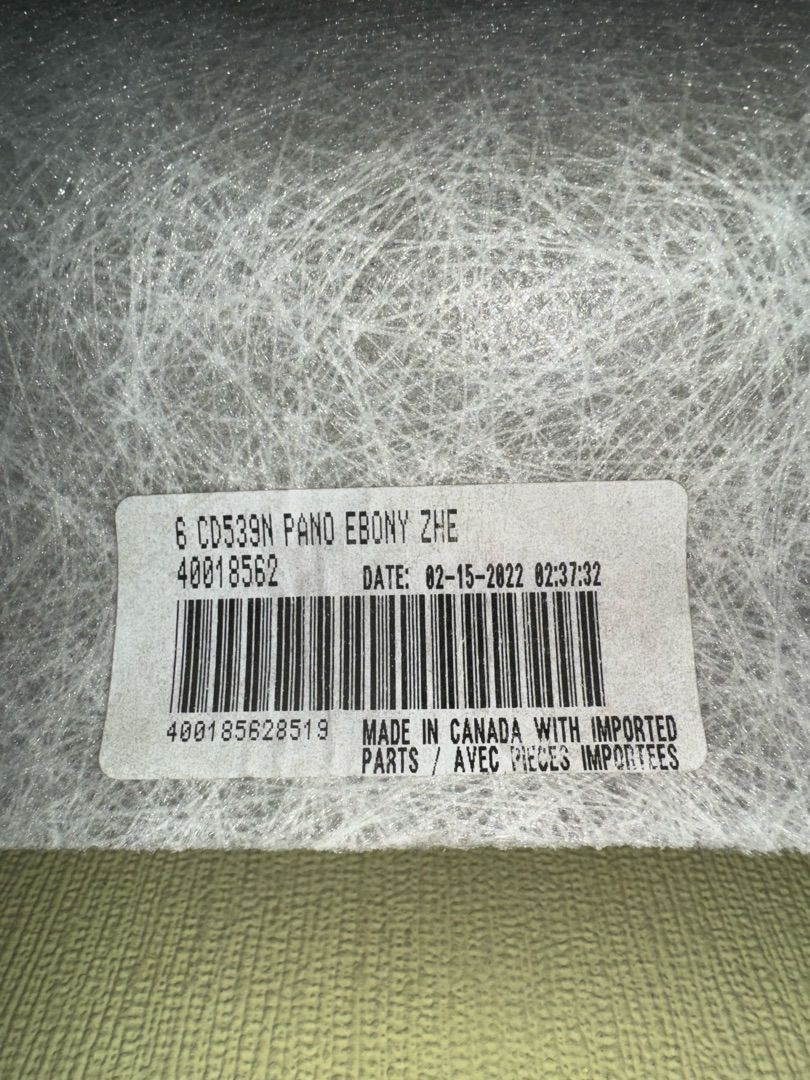 6 CD539N PANO EBONY ZHE
40018562 DATE: 02-15-2022 02:37:32
400185628519 MADE IN CANADA WITH IMPORTED
PARTS / AVEC PIECES IMPORTEES